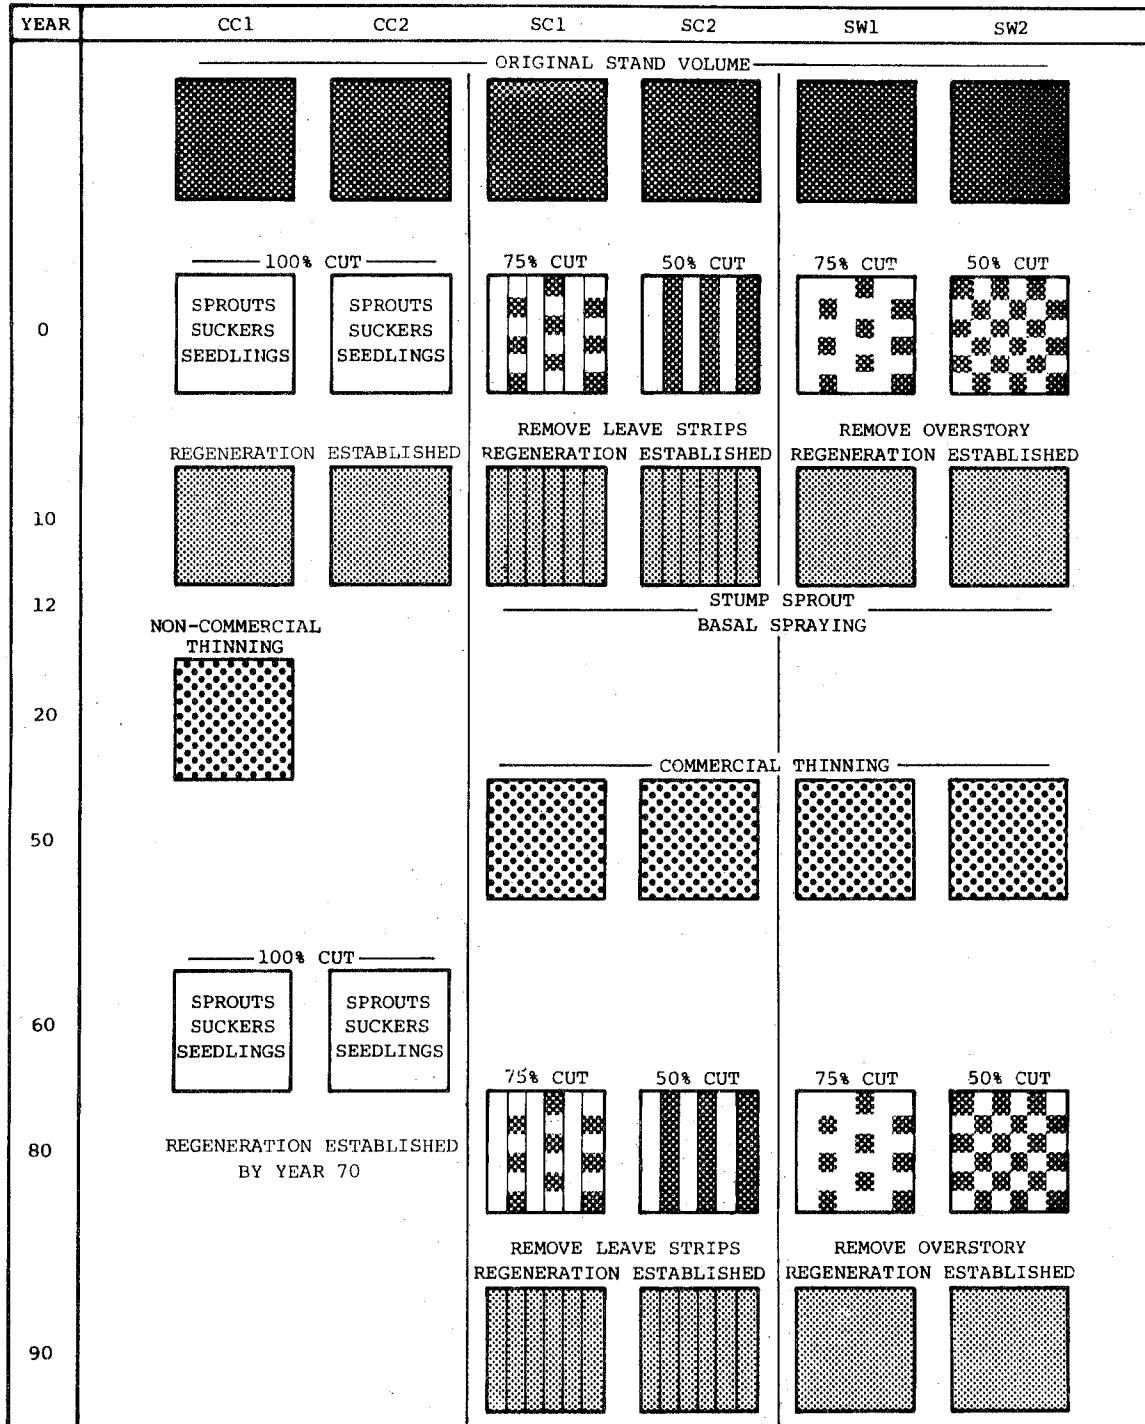 YEAR CC1 CC2 SC1 SC2 SW1 SW2
ORIGINAL STAND VOLUME
100% CUT 75% CUT 50% CUT 75% CUT 50% CUT
SPROUTS SPROUTS
0 SUCKERS SUCKERS
SEEDLINGS SEEDLINGS
REMOVE LEAVE STRIPS REMOVE OVERSTORY
REGENERATION ESTABLISHED REGENERATION ESTABLISHED REGENERATION ESTABLISHED
10
12 STUMP SPROUT
NON-COMMERCIAL BASAL SPRAYING
THINNING
20
COMMERCIAL THINNING
50
100% CUT
SPROUTS SPROUTS
60 SUCKERS SUCKERS
SEEDLINGS SEEDLINGS
75% CUT 50% CUT 75% CUT 50% CUT
80 REGENERATION ESTABLISHED
BY YEAR 70
REMOVE LEAVE STRIPS REMOVE OVERSTORY
REGENERATION ESTABLISHED REGENERATION ESTABLISHED
90